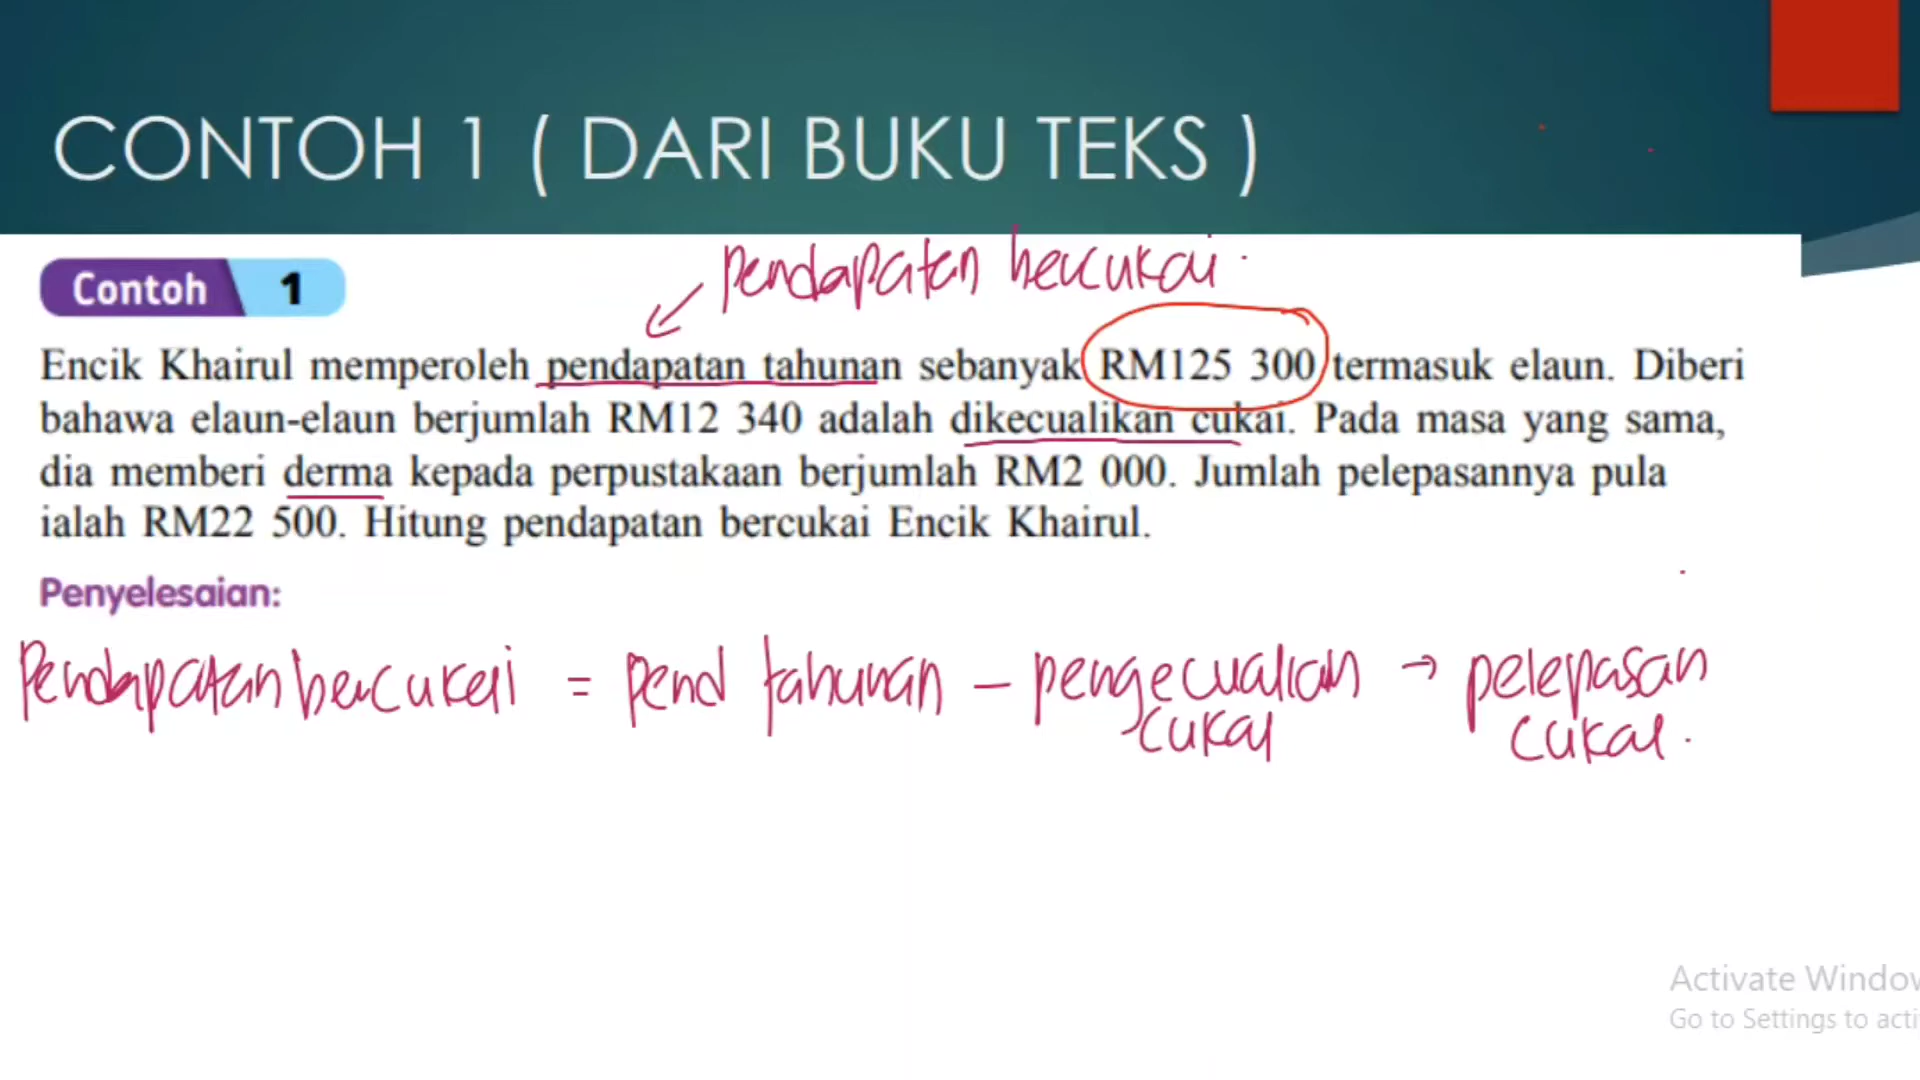 CONTOH 1 ( DARI BUKU TEKS )
pendapatan bercukai.
Contoh 1
Encik Khairul memperoleh pendapatan tahunan sebanyak RM125 300 termasuk elaun. Diberi
bahawa elaun-elaun berjumlah RM12 340 adalah dikecualikan cukai. Pada masa yang sama,
dia memberi derma kepada perpustakaan berjumlah RM2 000. Jumlah pelepasannya pula
ialah RM22 500. Hitung pendapatan bercukai Encik Khairul.
Penyelesaian:
Pendapatan bercukai = pend tahunan – pengecualian → pelepasan
cukai cukai.
Activate Window
Go to Settings to acti